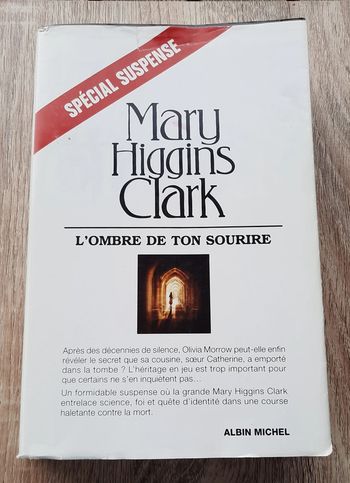 SPÉCIAL SUSPENSE
Mary
Higgins
Clark
L'OMBRE DE TON SOURIRE
Après des décennies de silence, Olivia Morrow peut-elle enfin
révéler le secret que sa cousine, sœur Catherine, a emporté
dans la tombe ? L'héritage en jeu est trop important pour
que certains ne s'en inquiètent pas...
Un formidable suspense où la grande Mary Higgins Clark
entrelace science, foi et quête d'identité dans une course
haletante contre la mort.
ALBIN MICHEL